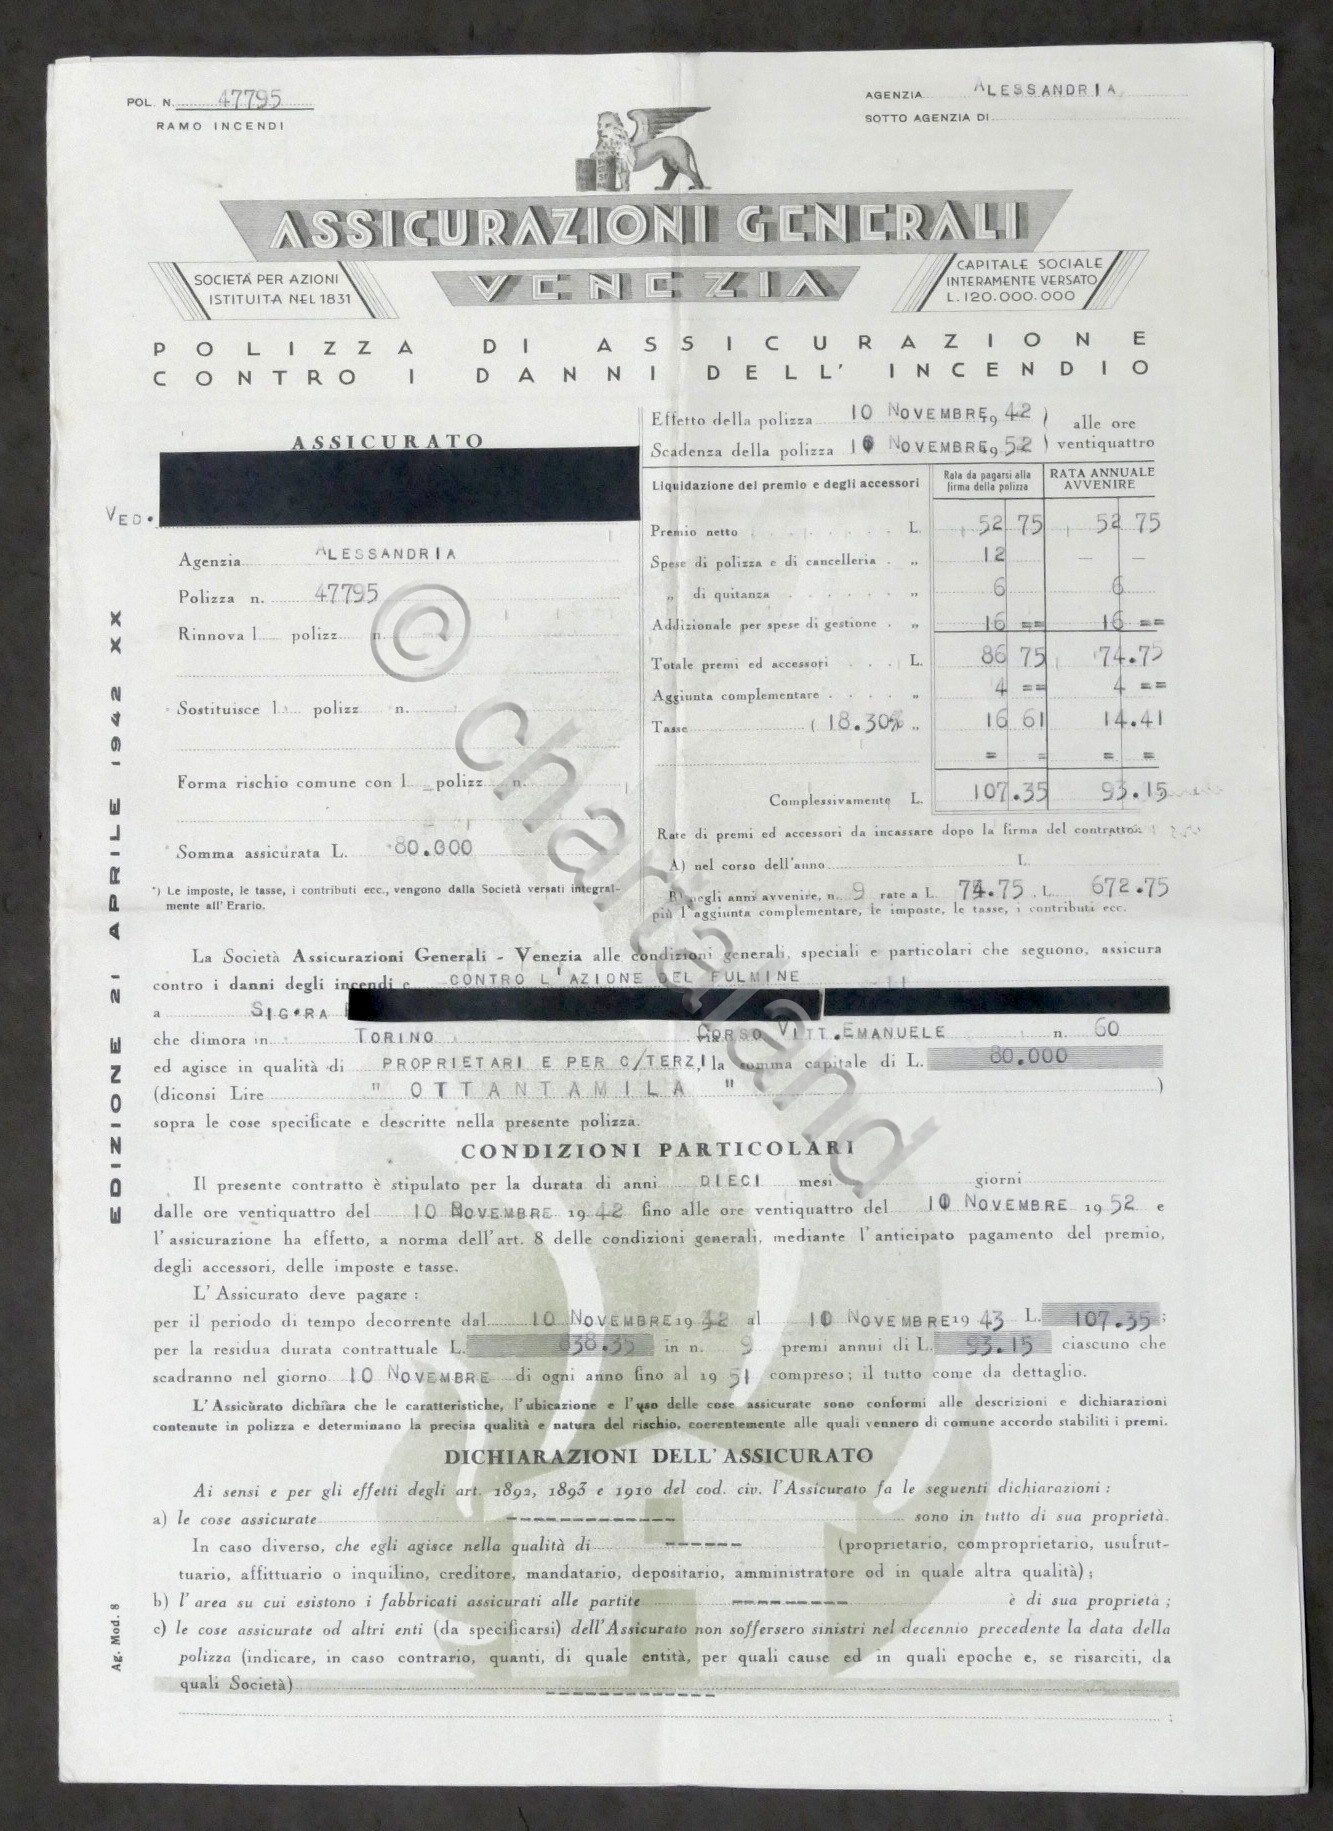 POL. N. 47795
RAMO INCENDI
AGENZIA ALESSANDRIA
SOTTO AGENZIA DI
ASSICURAZIONI GENERALI
VENEZIA
SOCIETÀ PER AZIONI
ISTITUITA NEL 1831
CAPITALE SOCIALE
INTERAMENTE VERSATO
L. 120.000.000
POLIZZA DI ASSICURAZIONE
CONTRO I DANNI DELL' INCENDIO
ASSICURATO
VED.
Agenzia ALESSANDRIA
Polizza n. 47795
Rinnova l polizz n.
Sostituisce l polizz n.
Forma rischio comune con l polizz n.
Somma assicurata L. 80.000
*) Le imposte, le tasse, i contributi ecc., vengono dalla Società versati integral-
mente all' Erario.
Effetto della polizza 10 NOVEMBRE 1942 ) alle ore
Scadenza della polizza 10 NOVEMBRE 1952 ) ventiquattro
Liquidazione del premio e degli accessori
Rata da pagarsi alla
firma della polizza
RATA ANNUALE
AVVENIRE
Premio netto L. 52 75 52 75
Spese di polizza e di cancelleria . „ 12 — —
„ di quitanza „ 6 6
Addizionale per spese di gestione . „ 16 == 16 ==
Totale premi ed accessori . . . L. 86 75 74.75
Aggiunta complementare . . . . „ 4 == 4 ==
Tasse ( 18.30% „ 16 61 14.41
= = = =
Complessivamente L. 107.35 93.15
Rate di premi ed accessori da incassare dopo la firma del contratto:
A) nel corso dell'anno L.
B) negli anni avvenire, n. 9 rate a L. 74.75 L. 672.75
più l'aggiunta complementare, le imposte, le tasse, i contributi ecc.
EDIZIONE 21 APRILE 1942 XX
La Società Assicurazioni Generali - Venezia alle condizioni generali, speciali e particolari che seguono, assicura
contro i danni degli incendi e CONTRO L'AZIONE DEL FULMINE
a SIG.RA
che dimora in TORINO CORSO VITT.EMANUELE n. 60
ed agisce in qualità di PROPRIETARI E PER C/TERZI la somma capitale di L. 80.000
(diconsi Lire " OTTANTAMILA " )
sopra le cose specificate e descritte nella presente polizza.
CONDIZIONI PARTICOLARI
Il presente contratto è stipulato per la durata di anni DIECI mesi giorni
dalle ore ventiquattro del 10 NOVEMBRE 1942 fino alle ore ventiquattro del 10 NOVEMBRE 1952 e
l'assicurazione ha effetto, a norma dell'art. 8 delle condizioni generali, mediante l'anticipato pagamento del premio,
degli accessori, delle imposte e tasse.
L' Assicurato deve pagare :
per il periodo di tempo decorrente dal 10 NOVEMBRE 1942 al 10 NOVEMBRE 1943 L. 107.35 ;
per la residua durata contrattuale L. 838.35 in n. 9 premi annui di L. 93.15 ciascuno che
scadranno nel giorno 10 NOVEMBRE di ogni anno fino al 1951 compreso ; il tutto come da dettaglio.
L'Assicurato dichiara che le caratteristiche, l'ubicazione e l'uso delle cose assicurate sono conformi alle descrizioni e dichiarazioni
contenute in polizza e determinano la precisa qualità e natura del rischio, coerentemente alle quali vennero di comune accordo stabiliti i premi.
DICHIARAZIONI DELL' ASSICURATO
Ai sensi e per gli effetti degli art. 1892, 1893 e 1910 del cod. civ. l'Assicurato fa le seguenti dichiarazioni :
a) le cose assicurate ------------- sono in tutto di sua proprietà.
In caso diverso, che egli agisce nella qualità di ------ (proprietario, comproprietario, usufrut-
tuario, affittuario o inquilino, creditore, mandatario, depositario, amministratore od in quale altra qualità) ;
b) l' area su cui esistono i fabbricati assicurati alle partite --------- è di sua proprietà ;
c) le cose assicurate od altri enti (da specificarsi) dell'Assicurato non soffersero sinistri nel decennio precedente la data della
polizza (indicare, in caso contrario, quanti, di quale entità, per quali cause ed in quali epoche e, se risarciti, da
quali Società) ------------- ;
Ag. Mod. 8
© chartaland